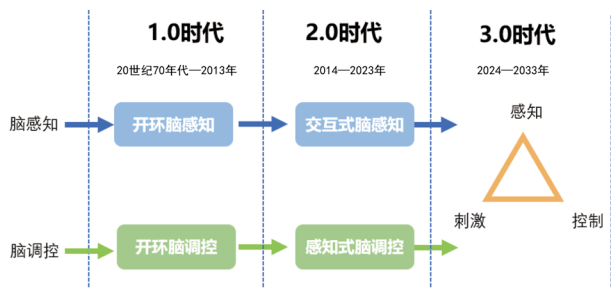 1.0时代
2.0时代
3.0时代
20世纪70年代—2013年
2014—2023年
2024—2033年
脑感知
开环脑感知
交互式脑感知
感知
刺激
控制
脑调控
开环脑调控
感知式脑调控